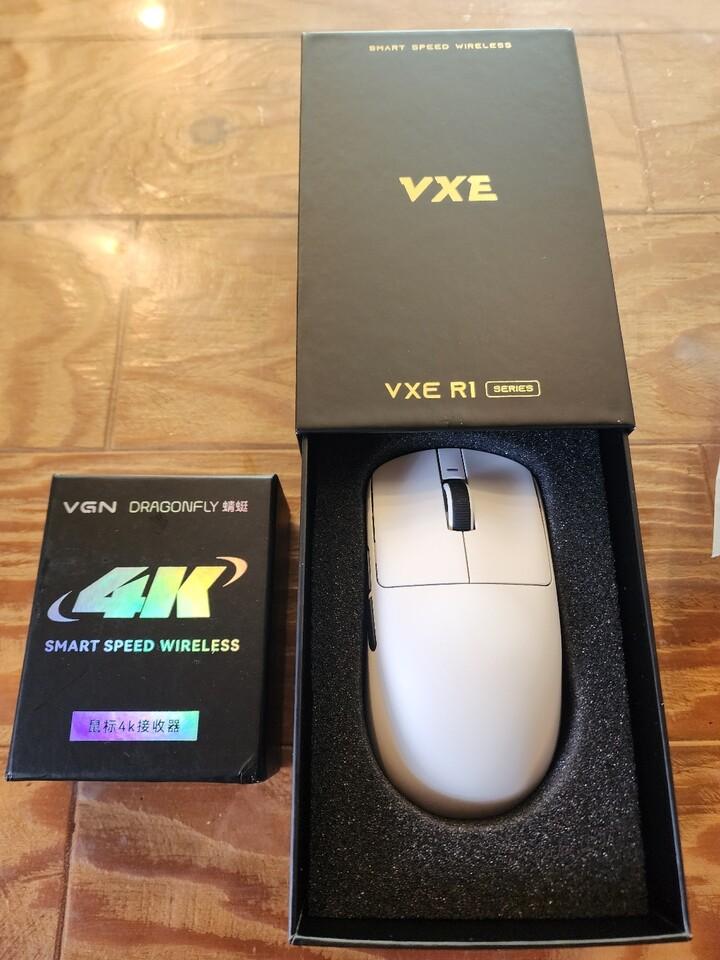 SMART SPEED WIRELESS
VXE
VXE R1 SERIES
VGN DRAGONFLY 蜻蜓
4K
SMART SPEED WIRELESS
鼠标4k接收器